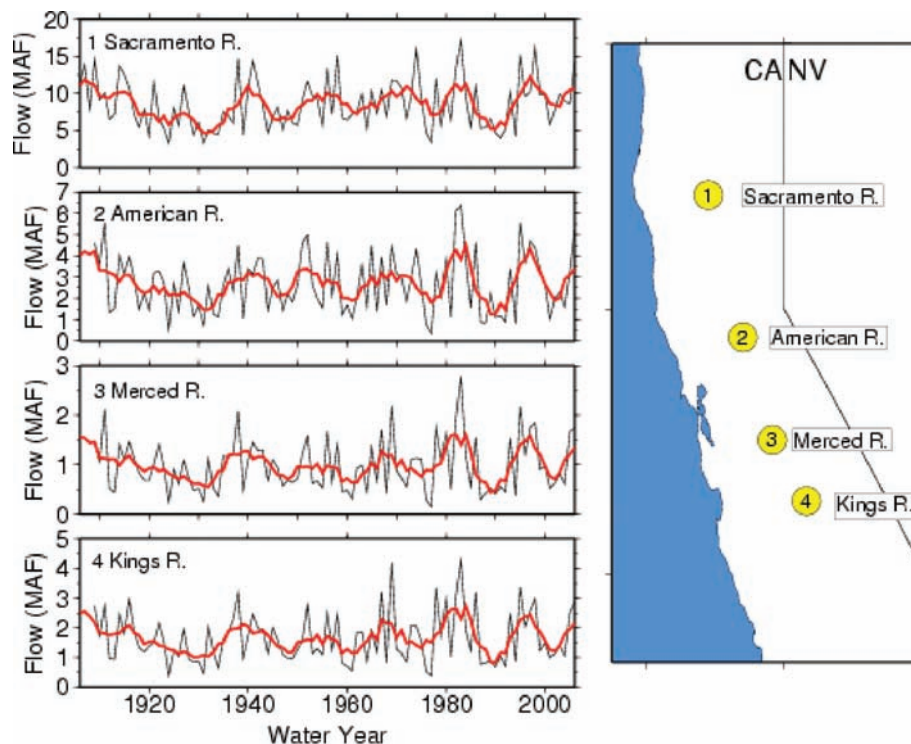 20
15
10
5
0
Flow (MAF)
1 Sacramento R.
7
6
5
4
3
2
1
0
Flow (MAF)
2 American R.
3
2
1
0
Flow (MAF)
3 Merced R.
5
4
3
2
1
0
Flow (MAF)
4 Kings R.
1920 1940 1960 1980 2000
Water Year
CA NV
1 Sacramento R.
2 American R.
3 Merced R.
4 Kings R.